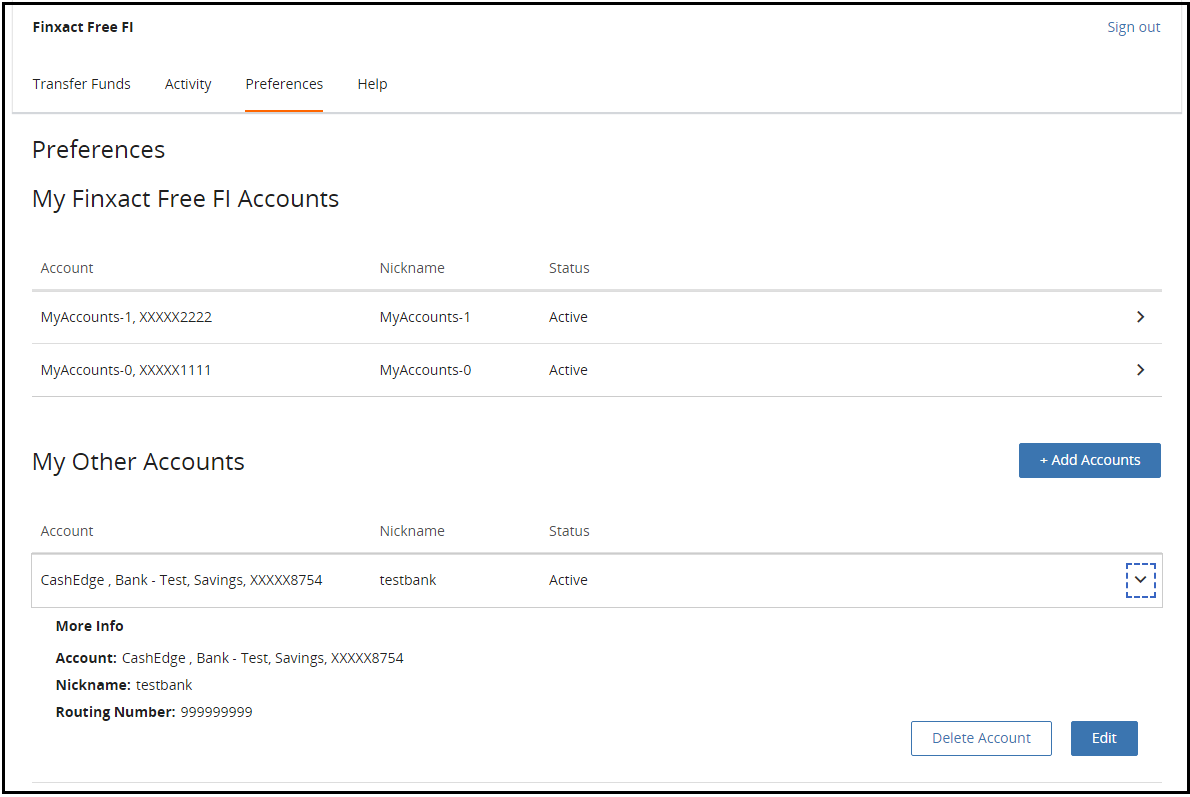 Finxact Free FI Sign out
Transfer Funds Activity Preferences Help
Preferences
My Finxact Free FI Accounts
Account Nickname Status
MyAccounts-1, XXXXX2222 MyAccounts-1 Active
MyAccounts-0, XXXXX1111 MyAccounts-0 Active
My Other Accounts + Add Accounts
Account Nickname Status
CashEdge , Bank - Test, Savings, XXXXX8754 testbank Active
More Info
Account: CashEdge , Bank - Test, Savings, XXXXX8754
Nickname: testbank
Routing Number: 999999999
Delete Account Edit